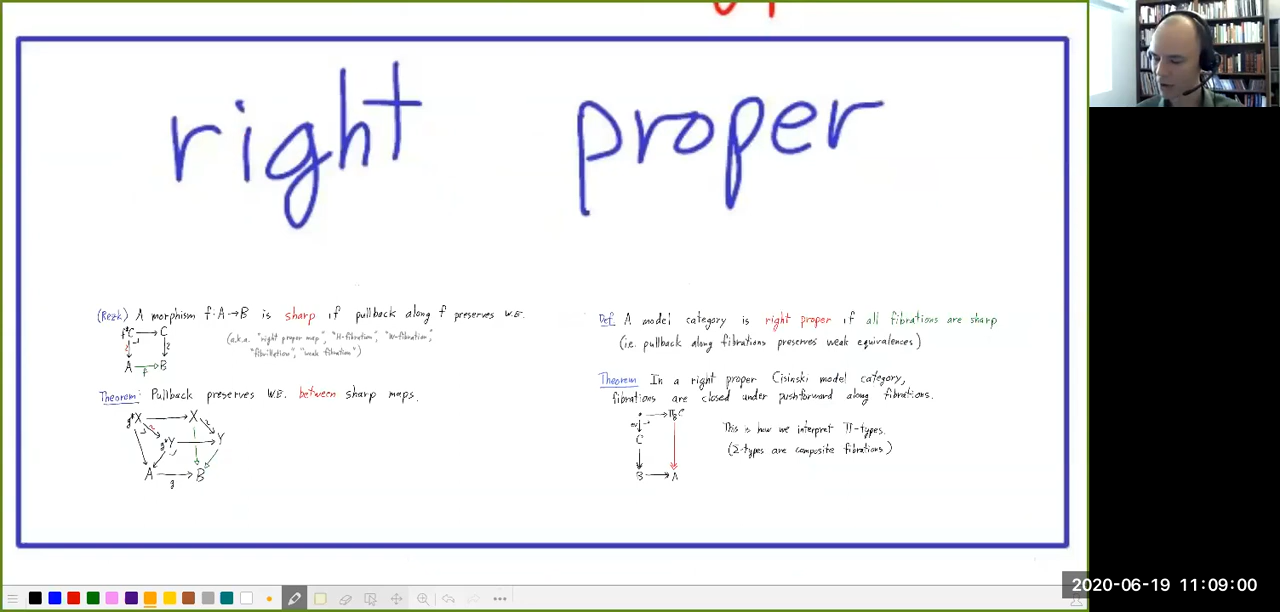 right proper
(Rezk) A morphism f:A→B is sharp if pullback along f preserves W.E.
f*C → C
A → B
f
(a.k.a. "right proper map", "H-fibration", "W-fibration",
"fibrillation", "weak fibration")
Theorem: Pullback preserves W.E. between sharp maps.
g*X → X
g*Y → Y
A → B
g
Def A model category is right proper if all fibrations are sharp
(i.e. pullback along fibrations preserves weak equivalences)
Theorem In a right proper Cisinski model category,
fibrations are closed under pushforward along fibrations.
C
B → A
This is how we interpret Π-types.
(Σ-types are composite fibrations)
2020-06-19 11:09:00